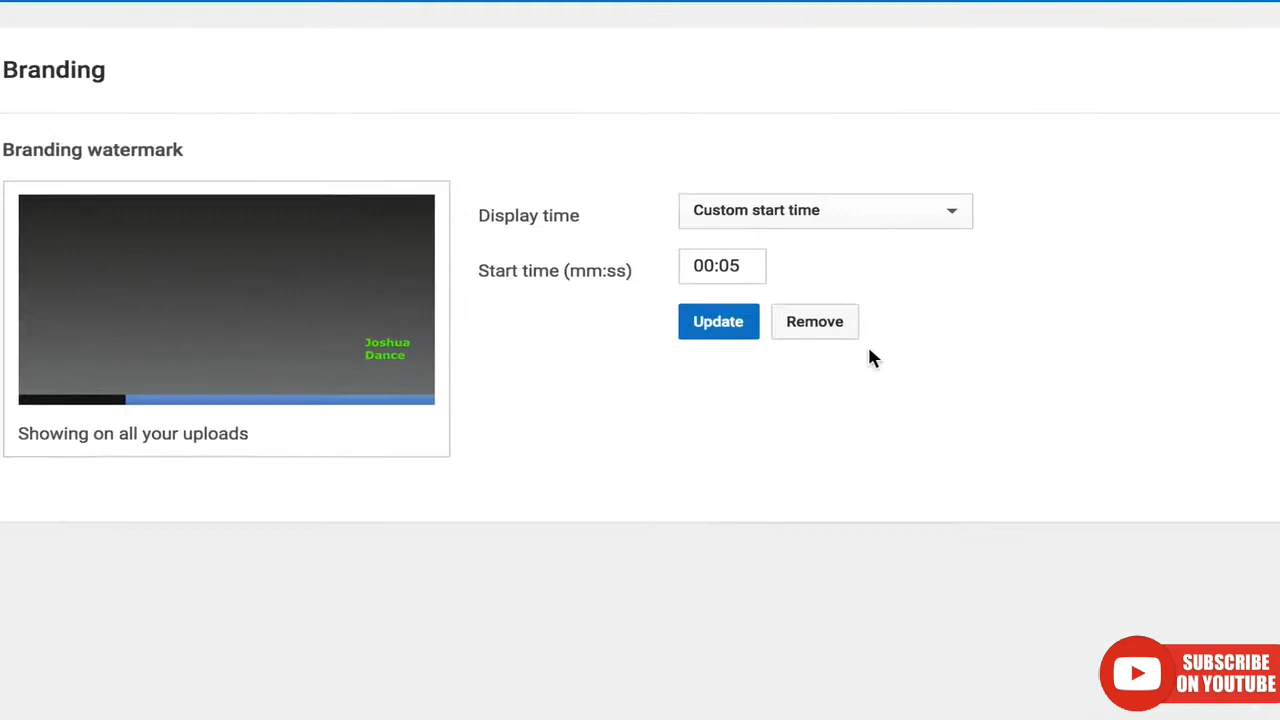 Branding
Branding watermark
Display time
Custom start time
Start time (mm:ss)
00:05
Update
Remove
Joshua
Dance
Showing on all your uploads
SUBSCRIBE
ON YOUTUBE